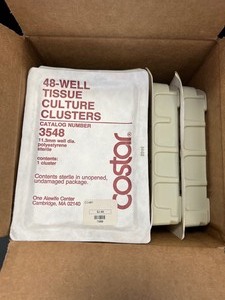 48-WELL
TISSUE
CULTURE
CLUSTERS
CATALOG NUMBER
3548
11.3mm well dia.
polystyrene
sterile
Contents:
1 cluster
Contents sterile in unopened,
undamaged package.
One Alewife Center
Cambridge, MA 02140
costar